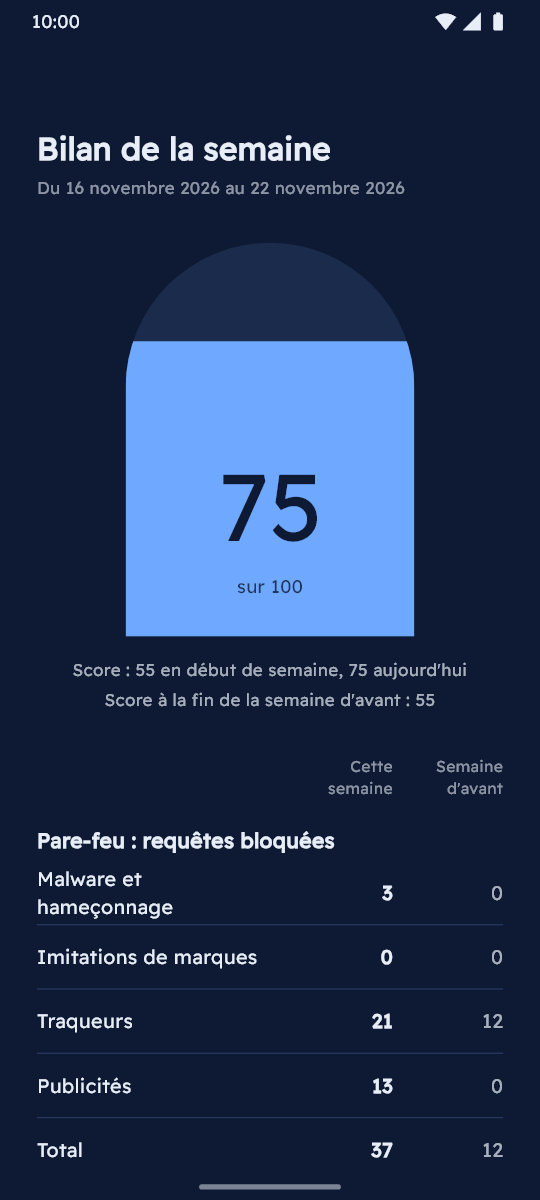 10:00
Bilan de la semaine
Du 16 novembre 2026 au 22 novembre 2026
75
sur 100
Score : 55 en début de semaine, 75 aujourd'hui
Score à la fin de la semaine d'avant : 55
Cette semaine
Semaine d'avant
Pare-feu : requêtes bloquées
Malware et hameçonnage 3 0
Imitations de marques 0 0
Traqueurs 21 12
Publicités 13 0
Total 37 12